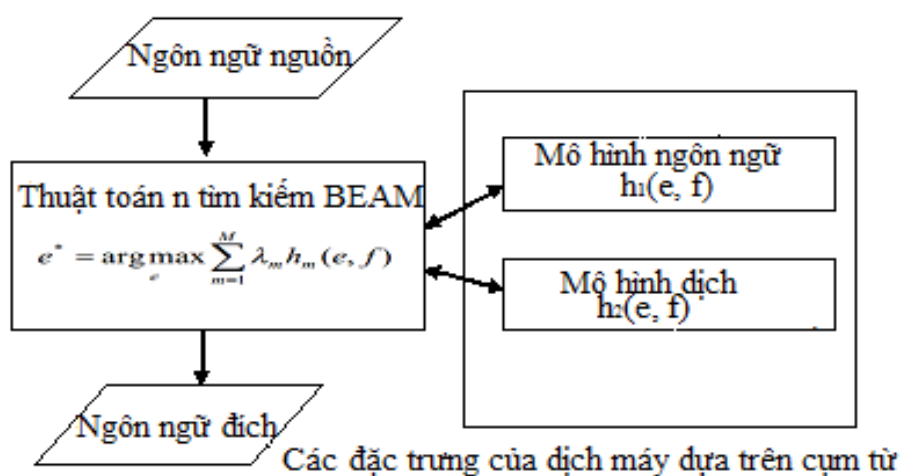 Ngôn ngữ nguồn
Thuật toán n tìm kiếm BEAM
e* = arg max_e ∑_{m=1}^{M} λ_m h_m (e, f)
Ngôn ngữ đích
Mô hình ngôn ngữ
h₁(e, f)
Mô hình dịch
h₂(e, f)
Các đặc trưng của dịch máy dựa trên cụm từ